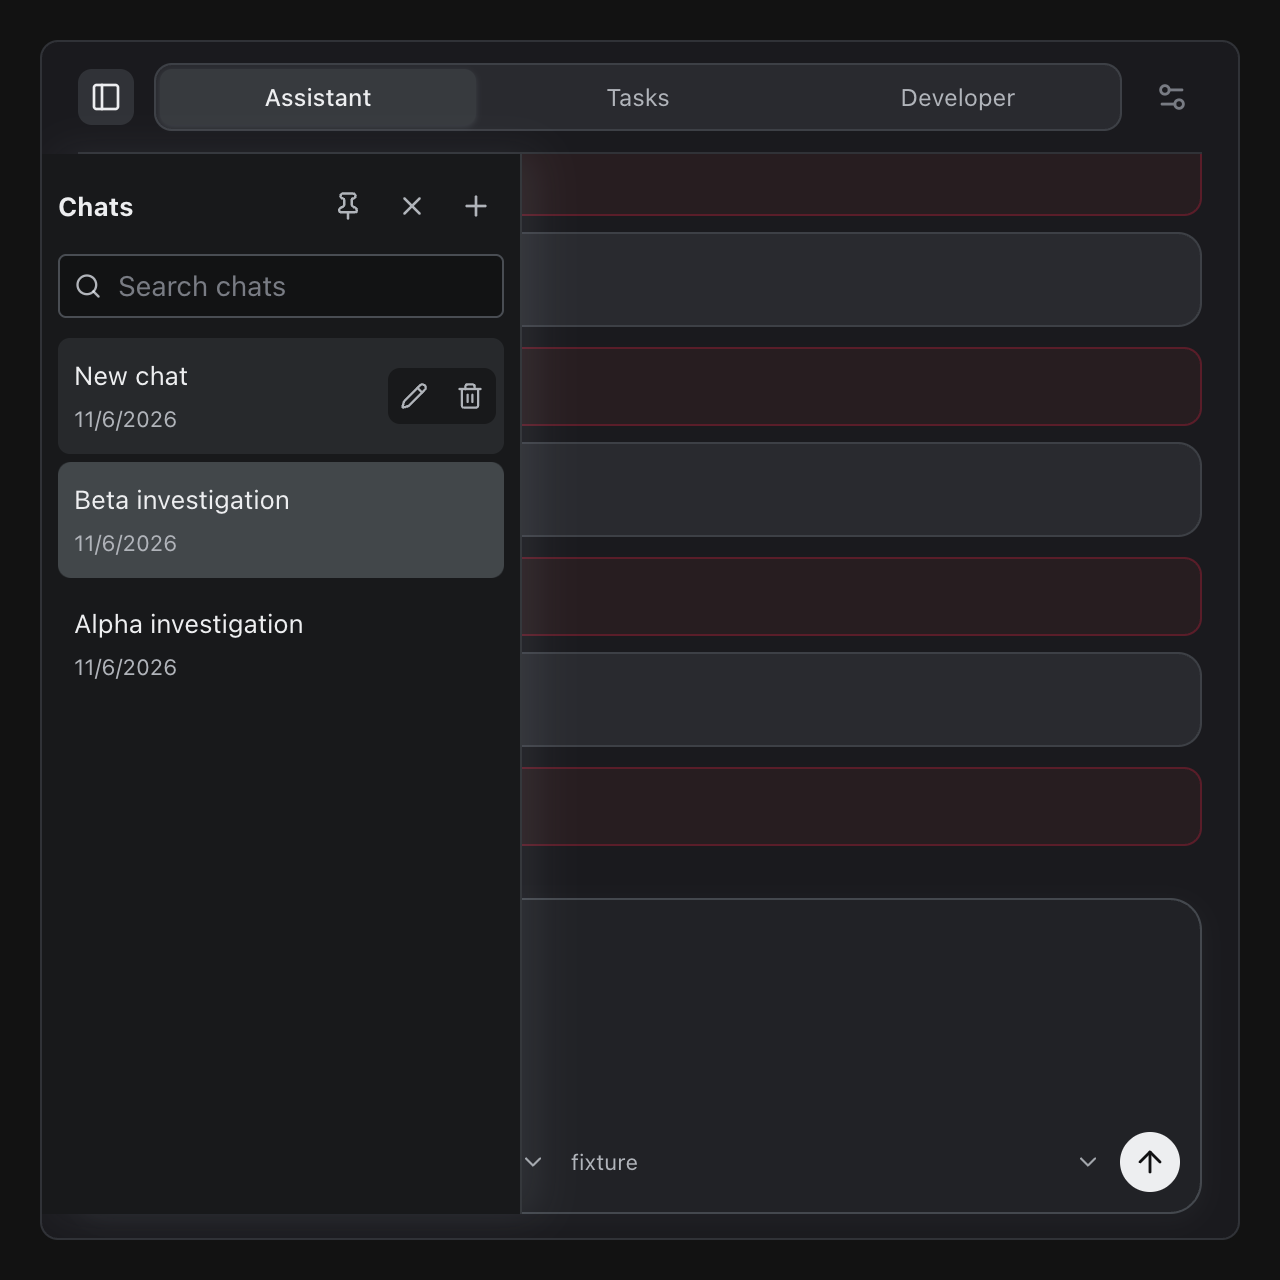 Assistant
Tasks
Developer
Chats
Search chats
New chat
11/6/2026
Beta investigation
11/6/2026
Alpha investigation
11/6/2026
fixture